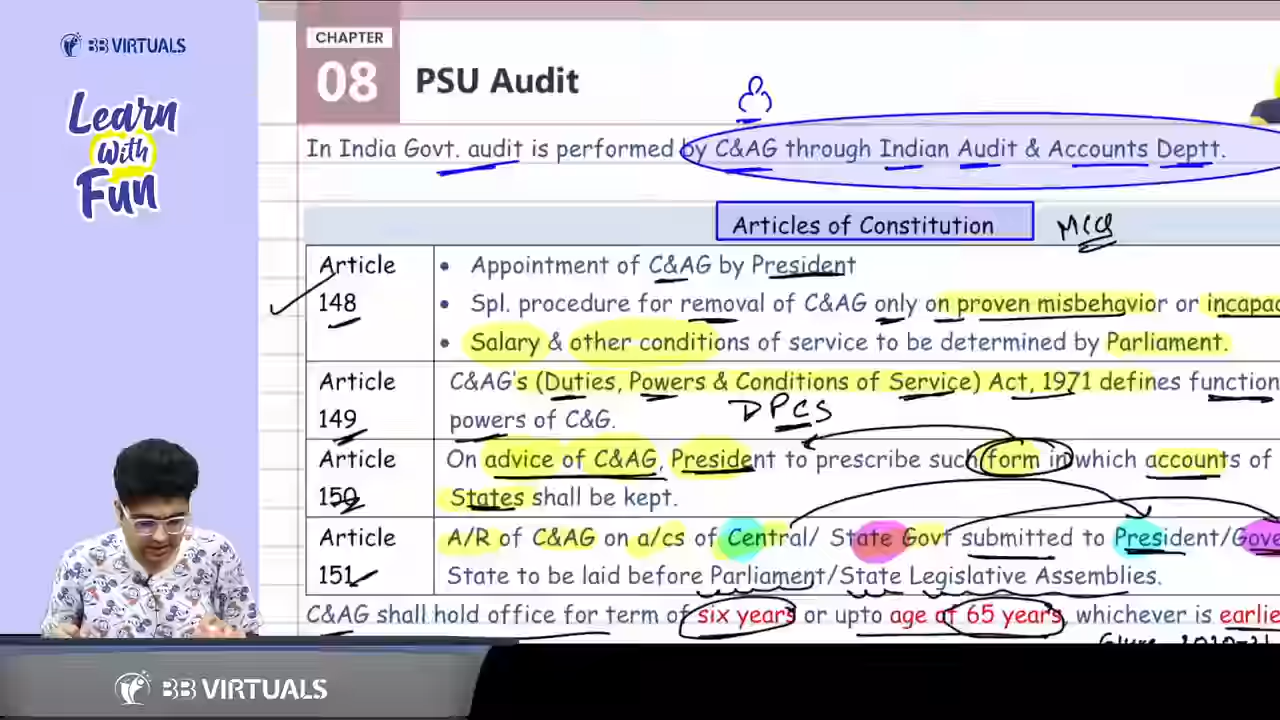 BB VIRTUALS
Learn
With
Fun
CHAPTER
08 PSU Audit
In India Govt. audit is performed by C&AG through Indian Audit & Accounts Deptt.
Articles of Constitution MCQ
Article 148
• Appointment of C&AG by President
• Spl. procedure for removal of C&AG only on proven misbehavior or incapac
• Salary & other conditions of service to be determined by Parliament.
Article 149
C&AG's (Duties, Powers & Conditions of Service) Act, 1971 defines function
DPCS
powers of C&G.
Article 150
On advice of C&AG, President to prescribe such form in which accounts of
States shall be kept.
Article 151
A/R of C&AG on a/cs of Central/ State Govt submitted to President/Gove
State to be laid before Parliament/State Legislative Assemblies.
C&AG shall hold office for term of six years or upto age of 65 years, whichever is earlie
BB VIRTUALS